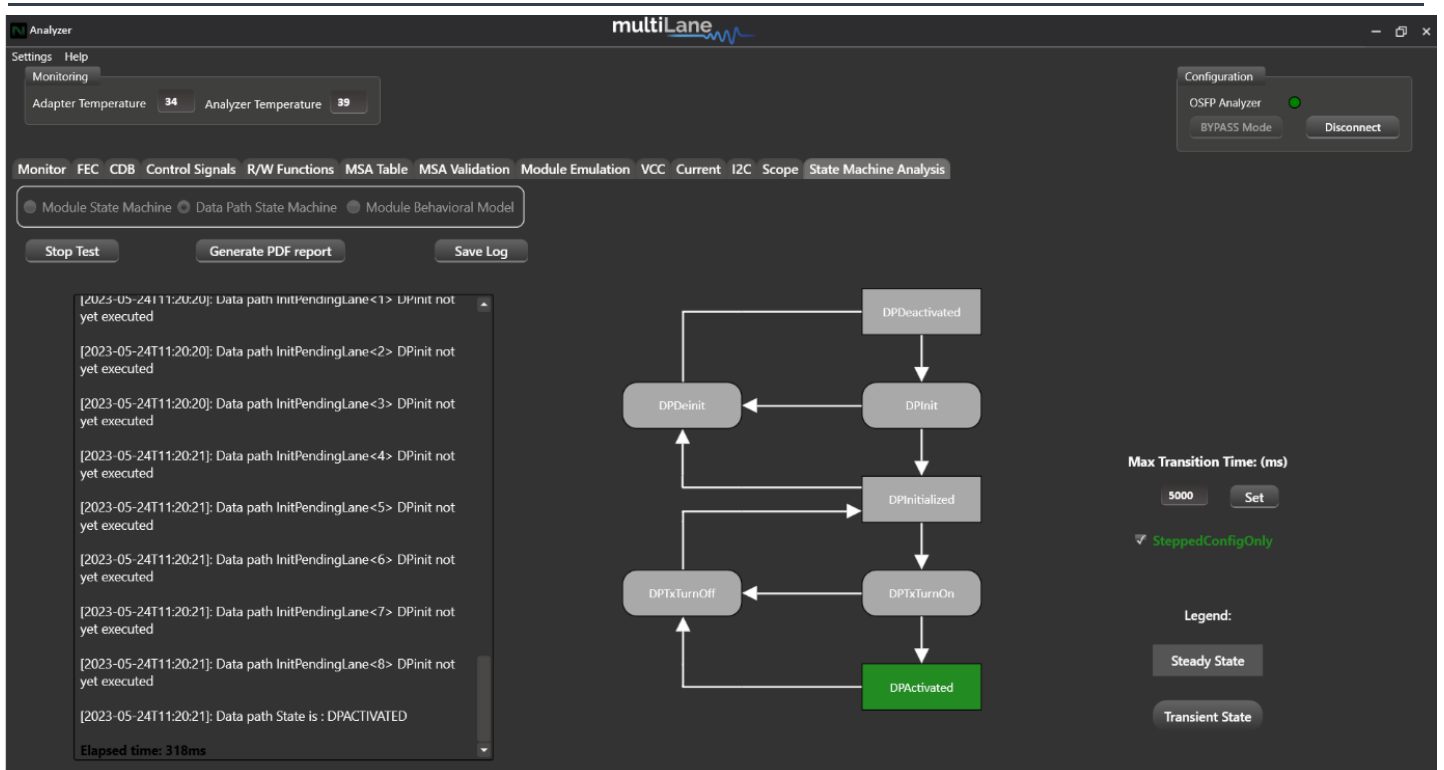 Analyzer
multiLane
Settings Help
Monitoring
Adapter Temperature 34 Analyzer Temperature 39
Configuration
OSFP Analyzer
BYPASS Mode Disconnect
Monitor FEC CDB Control Signals R/W Functions MSA Table MSA Validation Module Emulation VCC Current I2C Scope State Machine Analysis
Module State Machine Data Path State Machine Module Behavioral Model
Stop Test Generate PDF report Save Log
[2023-05-24T11:20:20]: Data path InitPendingLane<1> DPinit not
yet executed
[2023-05-24T11:20:20]: Data path InitPendingLane<2> DPinit not
yet executed
[2023-05-24T11:20:20]: Data path InitPendingLane<3> DPinit not
yet executed
[2023-05-24T11:20:21]: Data path InitPendingLane<4> DPinit not
yet executed
[2023-05-24T11:20:21]: Data path InitPendingLane<5> DPinit not
yet executed
[2023-05-24T11:20:21]: Data path InitPendingLane<6> DPinit not
yet executed
[2023-05-24T11:20:21]: Data path InitPendingLane<7> DPinit not
yet executed
[2023-05-24T11:20:21]: Data path InitPendingLane<8> DPinit not
yet executed
[2023-05-24T11:20:21]: Data path State is : DPACTIVATED
Elapsed time: 318ms
DPDeactivated
DPDeinit
DPInit
DPInitialized
DPTxTurnOff
DPTxTurnOn
DPActivated
Max Transition Time: (ms)
5000 Set
SteppedConfigOnly
Legend:
Steady State
Transient State